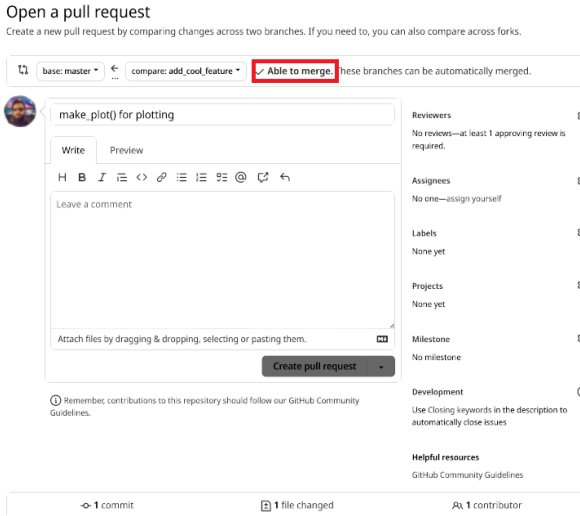 Open a pull request
Create a new pull request by comparing changes across two branches. If you need to, you can also compare across forks.
base: master
compare: add_cool_feature
Able to merge. These branches can be automatically merged.
make_plot() for plotting
Write Preview
H B I
Leave a comment
Attach files by dragging & dropping, selecting or pasting them.
Create pull request
Remember, contributions to this repository should follow our GitHub Community
Guidelines.
Reviewers
No reviews—at least 1 approving review is
required.
Assignees
No one—assign yourself
Labels
None yet
Projects
None yet
Milestone
No milestone
Development
Use Closing keywords in the description to
automatically close issues
Helpful resources
GitHub Community Guidelines
1 commit
1 file changed
1 contributor